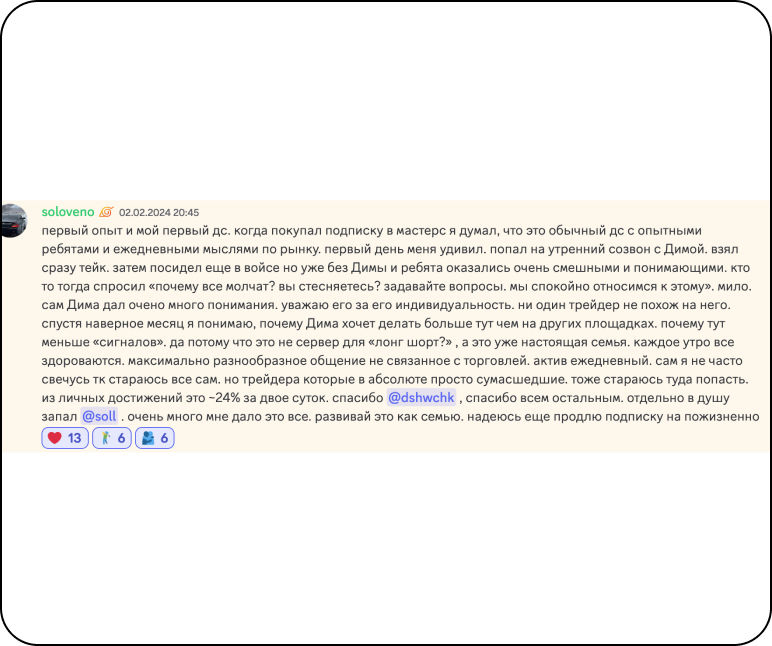 soloveno 02.02.2024 20:45
первый опыт и мой первый дс. когда покупал подписку в мастерс я думал, что это обычный дс с опытными
ребятами и ежедневными мыслями по рынку. первый день меня удивил. попал на утренний созвон с Димой. взял
сразу тейк. затем посидел еще в войсе но уже без Димы и ребята оказались очень смешными и понимающими. кто
то тогда спросил «почему все молчат? вы стесняетесь? задавайте вопросы. мы спокойно относимся к этому». мило.
сам Дима дал очено много понимания. уважаю его за его индивидуальность. ни один трейдер не похож на него.
спустя наверное месяц я понимаю, почему Дима хочет делать больше тут чем на других площадках. почему тут
меньше «сигналов». да потому что это не сервер для «лонг шорт?» , а это уже настоящая семья. каждое утро все
здороваются. максимально разнообразное общение не связанное с торговлей. актив ежедневный. сам я не часто
свечусь тк стараюсь все сам. но трейдера которые в абсолюте просто сумасшедшие. тоже стараюсь туда попасть.
из личных достижений это ~24% за двое суток. спасибо @dshwchk , спасибо всем остальным. отдельно в душу
запал @soll . очень много мне дало это все. развивай это как семью. надеюсь еще продлю подписку на пожизненно
13 6 6